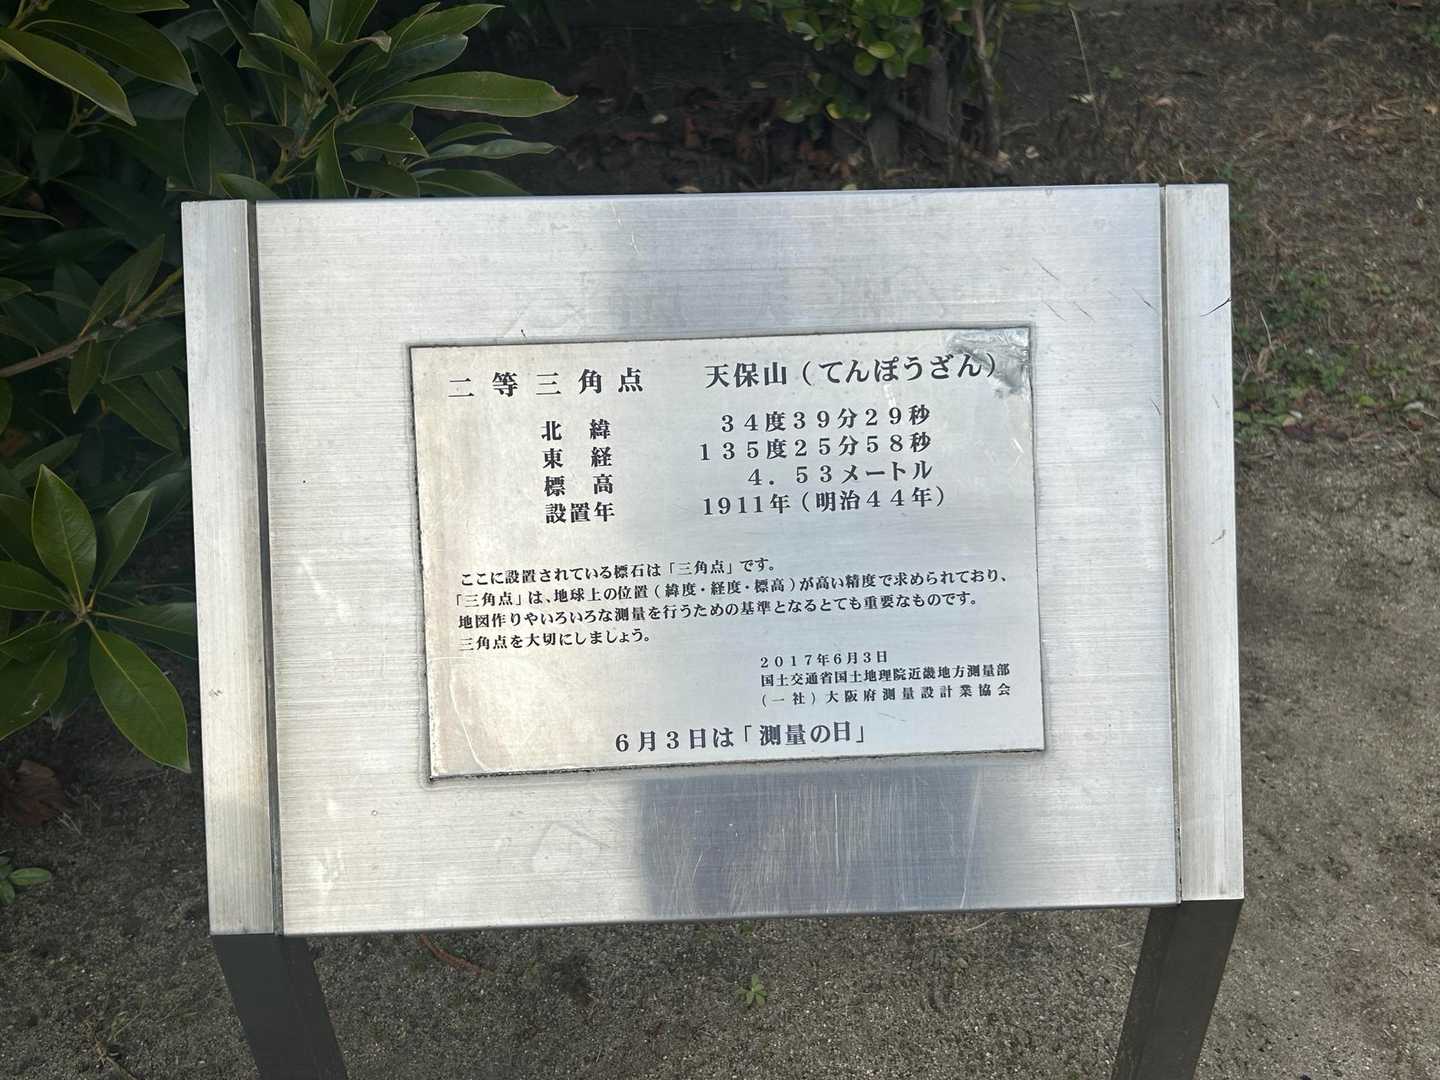 二等三角点　天保山（てんぽうざん）
北緯　３４度３９分２９秒
東経　１３５度２５分５８秒
標高　４．５３メートル
設置年　１９１１年（明治４４年）
ここに設置されている標石は「三角点」です。
「三角点」は、地球上の位置（緯度・経度・標高）が高い精度で求められており、
地図作りやいろいろな測量を行うための基準となるとても重要なものです。
三角点を大切にしましょう。
２０１７年６月３日
国土交通省国土地理院近畿地方測量部
（一社）大阪府測量設計業協会
６月３日は「測量の日」